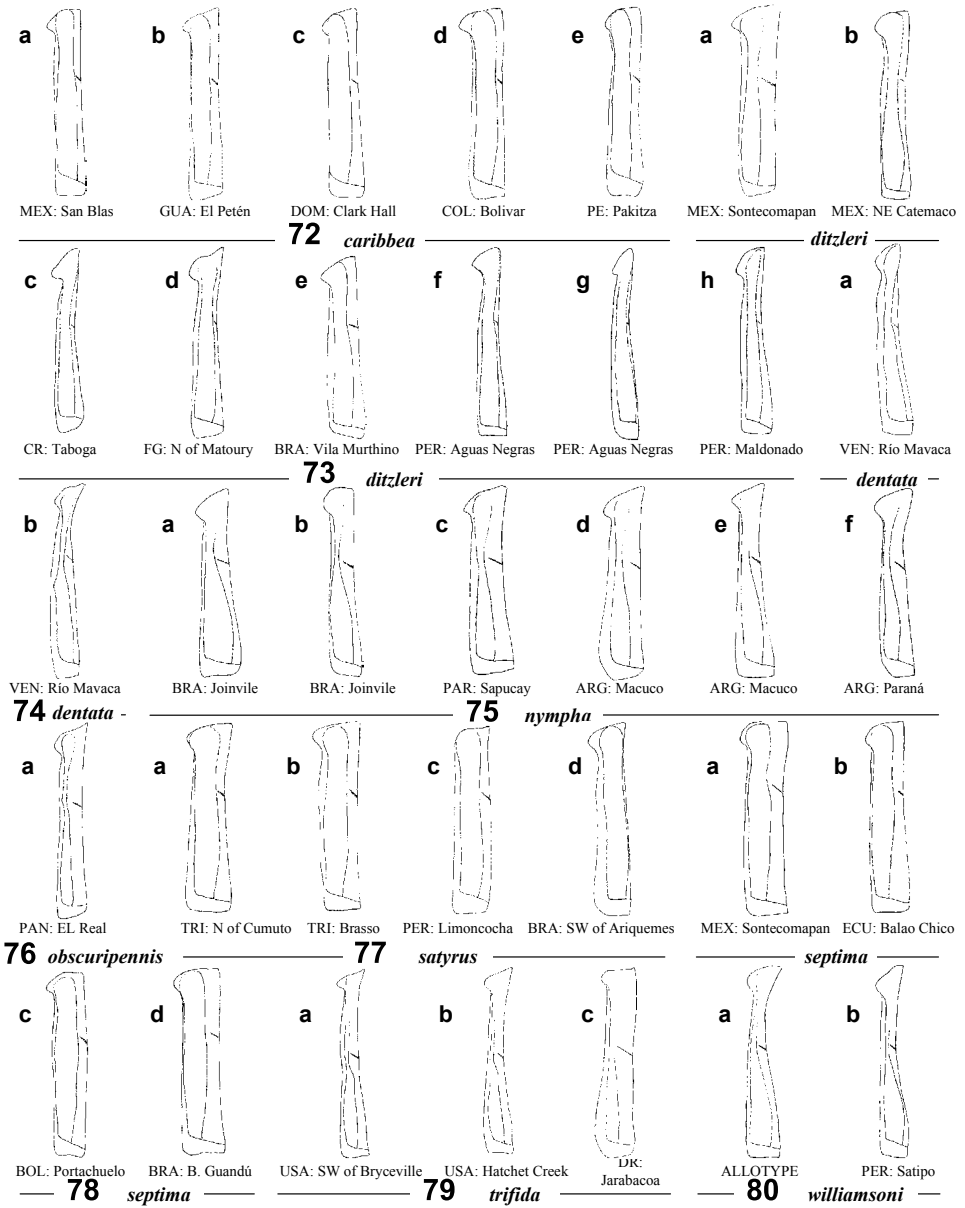 a b c d e a b
MEX: San Blas GUA: El Petén DOM: Clark Hall COL: Bolivar PE: Pakitza MEX: Sontecomapan MEX: NE Catemaco
72 caribbea ditzleri
c d e f g h a
CR: Taboga FG: N of Matoury BRA: Vila Murthino PER: Aguas Negras PER: Aguas Negras PER: Maldonado VEN: Río Mavaca
73 ditzleri dentata
b a b c d e f
VEN: Río Mavaca BRA: Joinvile BRA: Joinvile PAR: Sapucay ARG: Macuco ARG: Macuco ARG: Paraná
74 dentata 75 nympha
a a b c d a b
PAN: EL Real TRI: N of Cumuto TRI: Brasso PER: Limoncocha BRA: SW of Ariquemes MEX: Sontecomapan ECU: Balao Chico
76 obscuripennis 77 satyrus septima
c d a b c a b
BOL: Portachuelo BRA: B. Guandú USA: SW of Bryceville USA: Hatchet Creek DR: Jarabacoa ALLOTYPE PER: Satipo
78 septima 79 trifida 80 williamsoni